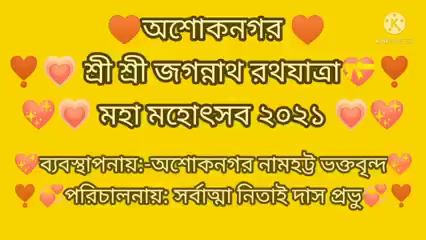 🧡অশোকনগর 🧡
❣💗 শ্রী শ্রী জগন্নাথ রথযাত্রা💝❣
💖💗 মহা মহোৎসব ২০২১ 💗💖
💖ব্যবস্থাপনায়:-অশোকনগর নামহট্ট ভক্তবৃন্দ💖
❣💞পরিচালনায়: সর্বাত্মা নিতাই দাস প্রভু💞❣